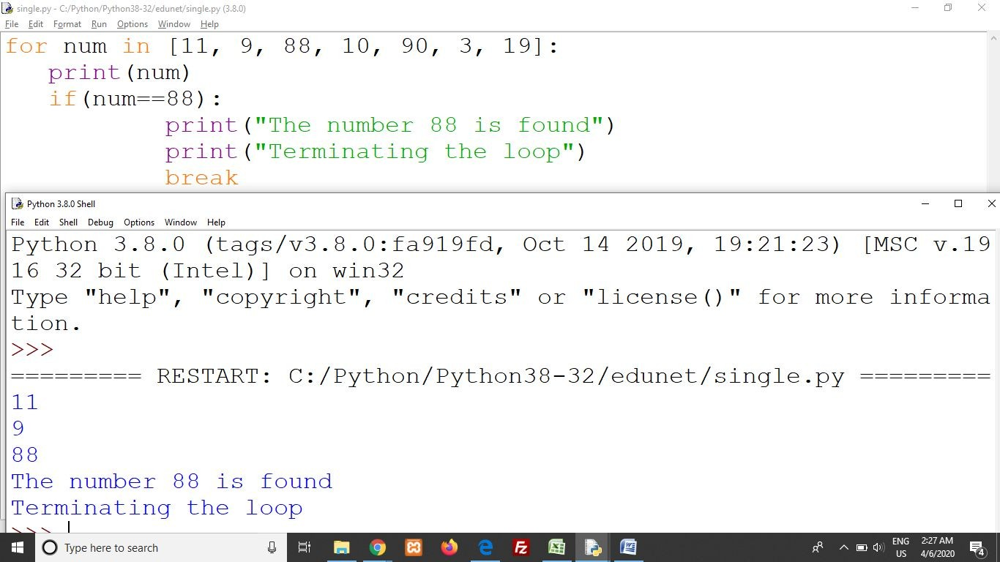 single.py - C:/Python/Python38-32/edunet/single.py (3.8.0)
File Edit Format Run Options Window Help
for num in [11, 9, 88, 10, 90, 3, 19]:
   print(num)
   if(num==88):
           print("The number 88 is found")
           print("Terminating the loop")
           break
Python 3.8.0 Shell
File Edit Shell Debug Options Window Help
Python 3.8.0 (tags/v3.8.0:fa919fd, Oct 14 2019, 19:21:23) [MSC v.19
16 32 bit (Intel)] on win32
Type "help", "copyright", "credits" or "license()" for more informa
tion.
>>>
========= RESTART: C:/Python/Python38-32/edunet/single.py =========
11
9
88
The number 88 is found
Terminating the loop
>>>
Type here to search
ENG
US
2:27 AM
4/6/2020
4